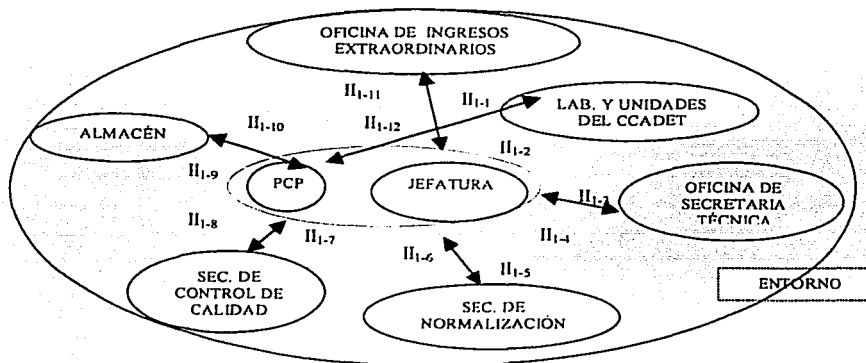 OFICINA DE INGRESOS
EXTRAORDINARIOS
II1-11
II1-1
LAB. Y UNIDADES
DEL CCADET
ALMACÉN
II1-10
II1-12
II1-2
II1-9
PCP
JEFATURA
OFICINA DE
SECRETARIA
TÉCNICA
II1-3
II1-8
II1-7
II1-4
II1-6
II1-5
SEC. DE
CONTROL DE
CALIDAD
SEC. DE
NORMALIZACIÓN
ENTORNO